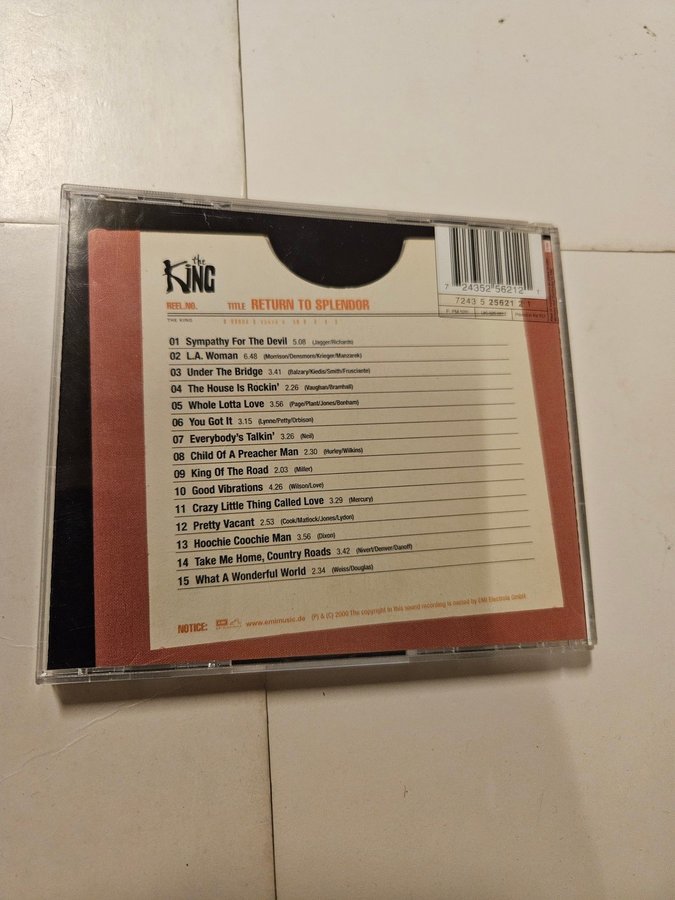 the
KING
REEL.NO. TITLE RETURN TO SPLENDOR
THE KING
01 Sympathy For The Devil 5.08 (Jagger/Richards)
02 L.A. Woman 6.48 (Morrison/Densmore/Krieger/Manzarek)
03 Under The Bridge 3.41 (Balzary/Kiedis/Smith/Frusciante)
04 The House Is Rockin' 2.26 (Vaughan/Bramhall)
05 Whole Lotta Love 3.56 (Page/Plant/Jones/Bonham)
06 You Got It 3.15 (Lynne/Petty/Orbison)
07 Everybody's Talkin' 3.26 (Neil)
08 Child Of A Preacher Man 2.30 (Hurley/Wilkins)
09 King Of The Road 2.03 (Miller)
10 Good Vibrations 4.26 (Wilson/Love)
11 Crazy Little Thing Called Love 3.29 (Mercury)
12 Pretty Vacant 2.53 (Cook/Matlock/Jones/Lydon)
13 Hoochie Coochie Man 3.56 (Dixon)
14 Take Me Home, Country Roads 3.42 (Nivert/Denver/Danoff)
15 What A Wonderful World 2.34 (Weiss/Douglas)
NOTICE: EMI www.emimusic.de (P) & (C) 2000 The copyright in this sound recording is owned by EMI Electrola GmbH
7 24352 56212 1
7243 5 25621 2 1